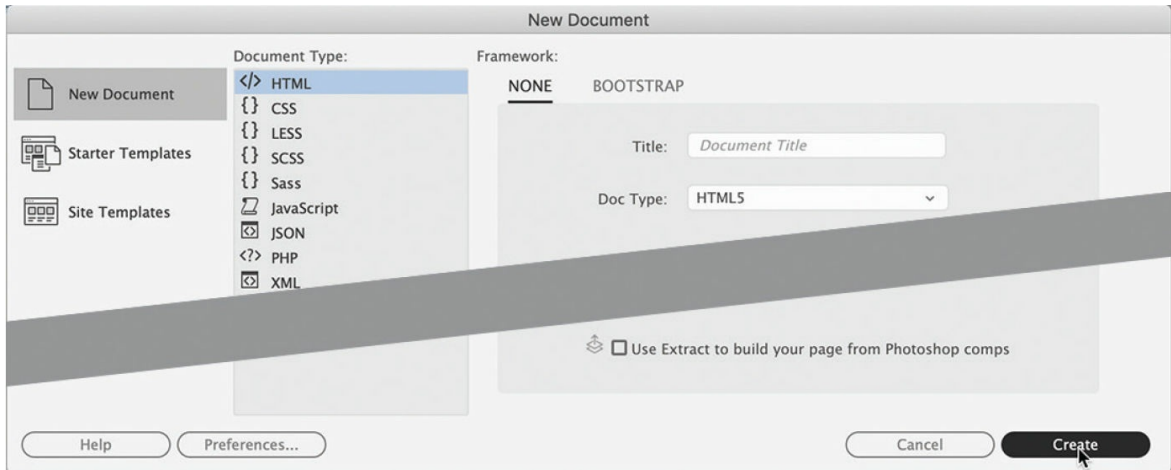 New Document
New Document
Starter Templates
Site Templates
Document Type:
</> HTML
{} CSS
{} LESS
{} SCSS
{} Sass
JavaScript
JSON
<?> PHP
XML
Framework:
NONE BOOTSTRAP
Title: Document Title
Doc Type: HTML5
Use Extract to build your page from Photoshop comps
Help Preferences... Cancel Create